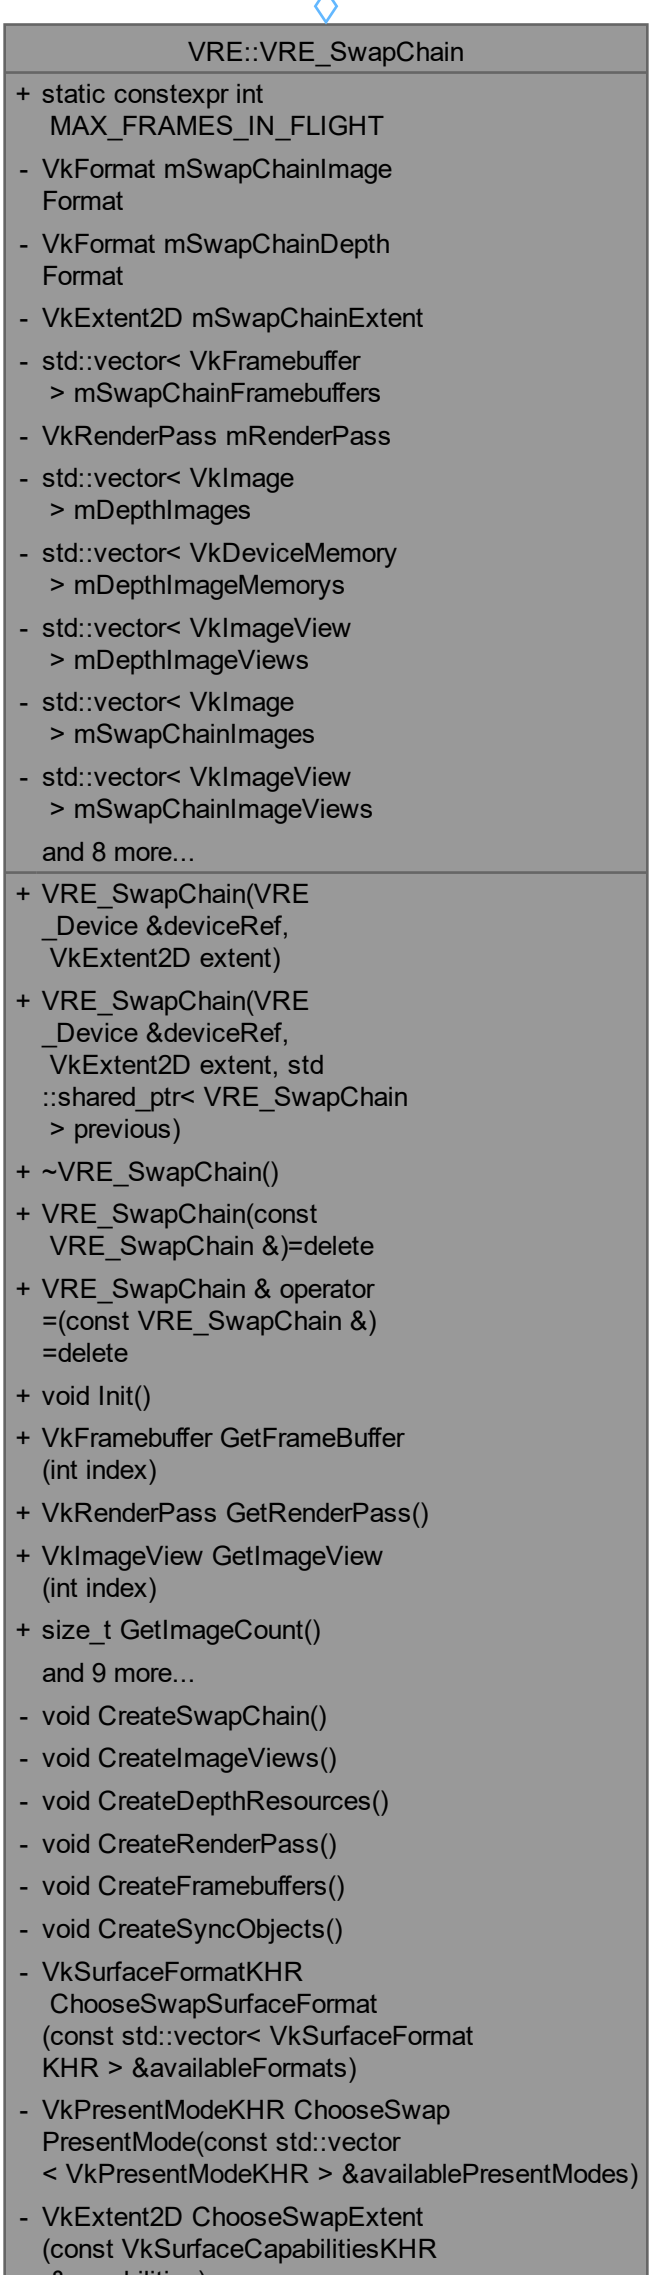 VRE::VRE_SwapChain
+ static constexpr int
MAX_FRAMES_IN_FLIGHT
- VkFormat mSwapChainImage
Format
- VkFormat mSwapChainDepth
Format
- VkExtent2D mSwapChainExtent
- std::vector< VkFramebuffer
> mSwapChainFramebuffers
- VkRenderPass mRenderPass
- std::vector< VkImage
> mDepthImages
- std::vector< VkDeviceMemory
> mDepthImageMemorys
- std::vector< VkImageView
> mDepthImageViews
- std::vector< VkImage
> mSwapChainImages
- std::vector< VkImageView
> mSwapChainImageViews
and 8 more...
+ VRE_SwapChain(VRE
_Device &deviceRef,
VkExtent2D extent)
+ VRE_SwapChain(VRE
_Device &deviceRef,
VkExtent2D extent, std
::shared_ptr< VRE_SwapChain
> previous)
+ ~VRE_SwapChain()
+ VRE_SwapChain(const
VRE_SwapChain &)=delete
+ VRE_SwapChain & operator
=(const VRE_SwapChain &)
=delete
+ void Init()
+ VkFramebuffer GetFrameBuffer
(int index)
+ VkRenderPass GetRenderPass()
+ VkImageView GetImageView
(int index)
+ size_t GetImageCount()
and 9 more...
- void CreateSwapChain()
- void CreateImageViews()
- void CreateDepthResources()
- void CreateRenderPass()
- void CreateFramebuffers()
- void CreateSyncObjects()
- VkSurfaceFormatKHR
ChooseSwapSurfaceFormat
(const std::vector< VkSurfaceFormat
KHR > &availableFormats)
- VkPresentModeKHR ChooseSwap
PresentMode(const std::vector
< VkPresentModeKHR > &availablePresentModes)
- VkExtent2D ChooseSwapExtent
(const VkSurfaceCapabilitiesKHR